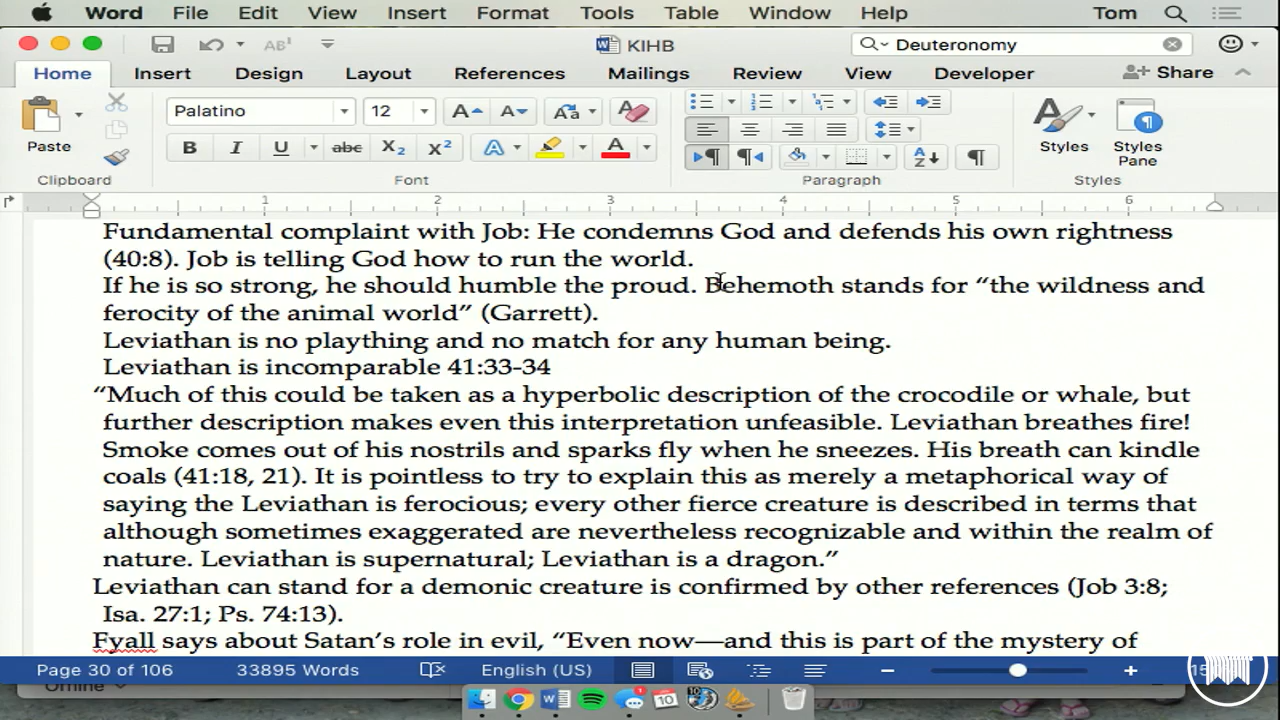 Word File Edit View Insert Format Tools Table Window Help Tom
KIHB Deuteronomy
Home Insert Design Layout References Mailings Review View Developer Share
Palatino 12
Paste
B I U abc X2 X2 A A
Styles Styles Pane
Clipboard Font Paragraph Styles
1 2 3 4 5 6
Fundamental complaint with Job: He condemns God and defends his own rightness
(40:8). Job is telling God how to run the world.
If he is so strong, he should humble the proud. Behemoth stands for “the wildness and
ferocity of the animal world” (Garrett).
Leviathan is no plaything and no match for any human being.
Leviathan is incomparable 41:33-34
“Much of this could be taken as a hyperbolic description of the crocodile or whale, but
further description makes even this interpretation unfeasible. Leviathan breathes fire!
Smoke comes out of his nostrils and sparks fly when he sneezes. His breath can kindle
coals (41:18, 21). It is pointless to try to explain this as merely a metaphorical way of
saying the Leviathan is ferocious; every other fierce creature is described in terms that
although sometimes exaggerated are nevertheless recognizable and within the realm of
nature. Leviathan is supernatural; Leviathan is a dragon.”
Leviathan can stand for a demonic creature is confirmed by other references (Job 3:8;
Isa. 27:1; Ps. 74:13).
Fyall says about Satan’s role in evil, “Even now—and this is part of the mystery of
Page 30 of 106 33895 Words English (US)
Offline